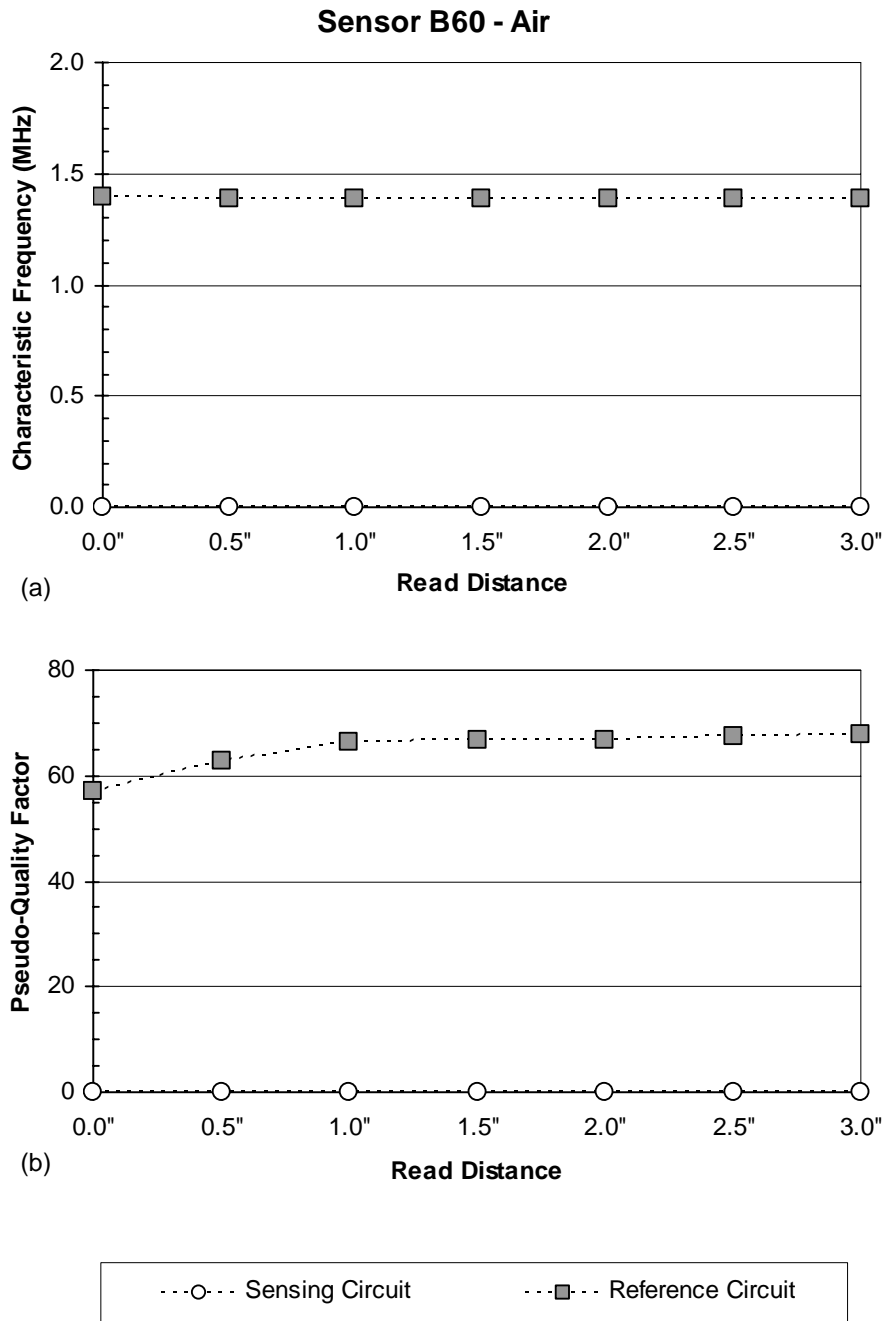 Sensor B60 - Air
2.0
1.5
1.0
0.5
0.0
Characteristic Frequency (MHz)
0.0" 0.5" 1.0" 1.5" 2.0" 2.5" 3.0"
Read Distance
(a)
80
60
40
20
0
Pseudo-Quality Factor
0.0" 0.5" 1.0" 1.5" 2.0" 2.5" 3.0"
Read Distance
(b)
Sensing Circuit Reference Circuit